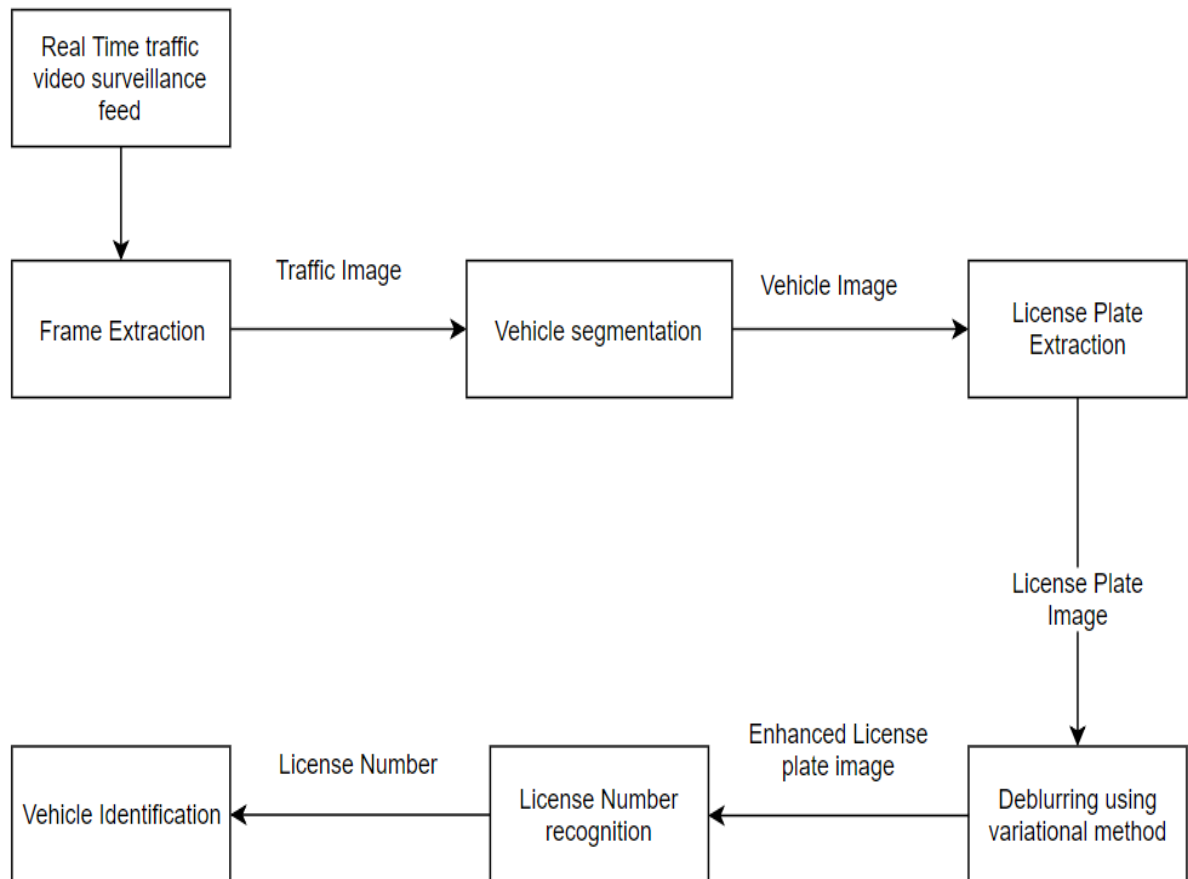 Real Time traffic
video surveillance
feed
Traffic Image
Frame Extraction
Vehicle segmentation
Vehicle Image
License Plate
Extraction
License Plate
Image
Deblurring using
variational method
Enhanced License
plate image
License Number
recognition
License Number
Vehicle Identification